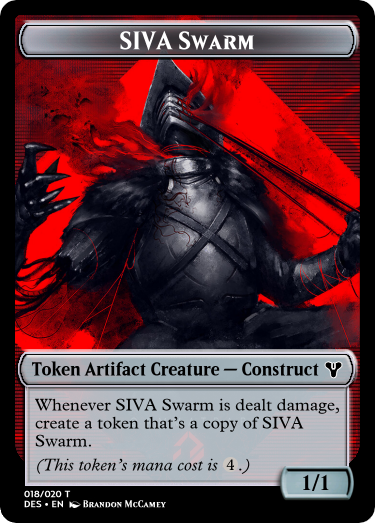 SIVA Swarm
Token Artifact Creature — Construct
Whenever SIVA Swarm is dealt damage,
create a token that's a copy of SIVA
Swarm.
(This token's mana cost is 4.)
1/1
018/020 T
DES • EN Brandon McCamey